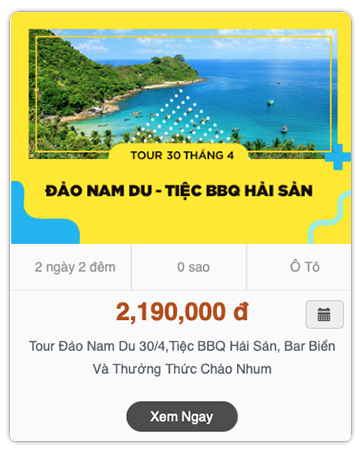 TOUR 30 THÁNG 4
ĐẢO NAM DU - TIỆC BBQ HẢI SẢN
2 ngày 2 đêm
0 sao
Ô Tô
2,190,000 đ
Tour Đảo Nam Du 30/4,Tiệc BBQ Hải Sản, Bar Biển
Và Thưởng Thức Cháo Nhum
Xem Ngay